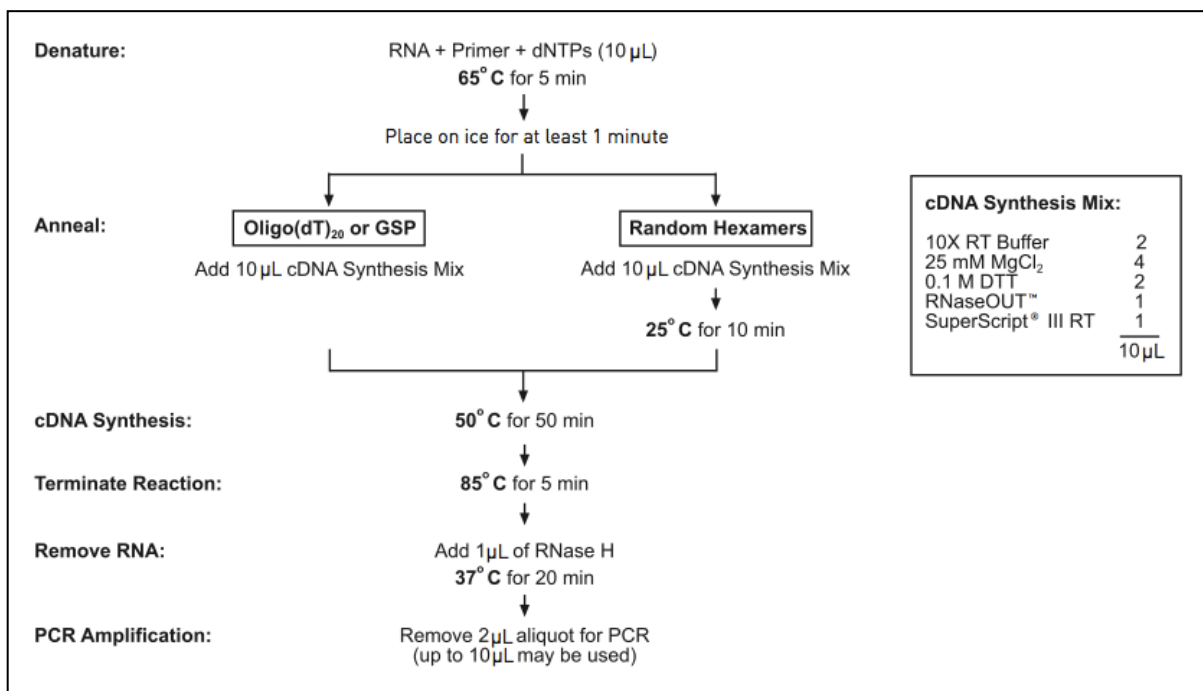 Denature:
RNA + Primer + dNTPs (10 µL)
65° C for 5 min
Place on ice for at least 1 minute
Anneal:
Oligo(dT)₂₀ or GSP
Random Hexamers
Add 10 µL cDNA Synthesis Mix
Add 10 µL cDNA Synthesis Mix
25° C for 10 min
cDNA Synthesis Mix:
10X RT Buffer 2
25 mM MgCl₂ 4
0.1 M DTT 2
RNaseOUT™ 1
SuperScript® III RT 1
10 µL
cDNA Synthesis:
50° C for 50 min
Terminate Reaction:
85° C for 5 min
Remove RNA:
Add 1µL of RNase H
37° C for 20 min
PCR Amplification:
Remove 2µL aliquot for PCR
(up to 10µL may be used)